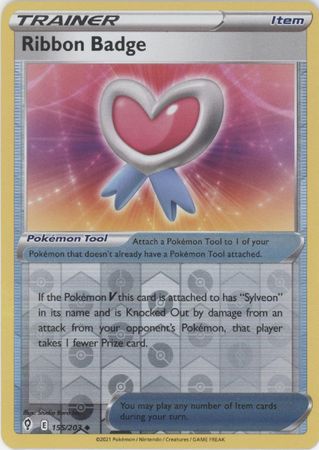 TRAINER Item
Ribbon Badge
Pokémon Tool
Attach a Pokémon Tool to 1 of your
Pokémon that doesn't already have a Pokémon Tool attached.
If the Pokémon V this card is attached to has “Sylveon”
in its name and is Knocked Out by damage from an
attack from your opponent's Pokémon, that player
takes 1 fewer Prize card.
Illus. Studio
E 155/203
You may play any number of Item cards
during your turn.
©2021 Pokémon / Nintendo / Creatures / GAME FREAK